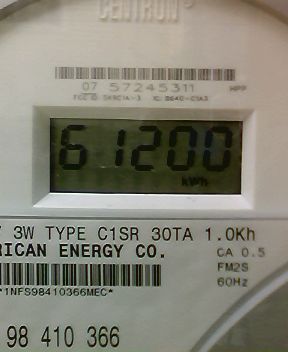 CENTRON
07 57245311 HPP
61200
kWh
3W TYPE C1SR 30TA 1.0Kh
RICAN ENERGY CO.
CA 0.5
FM2S
60Hz
*1NFS98410366MEC*
98 410 366